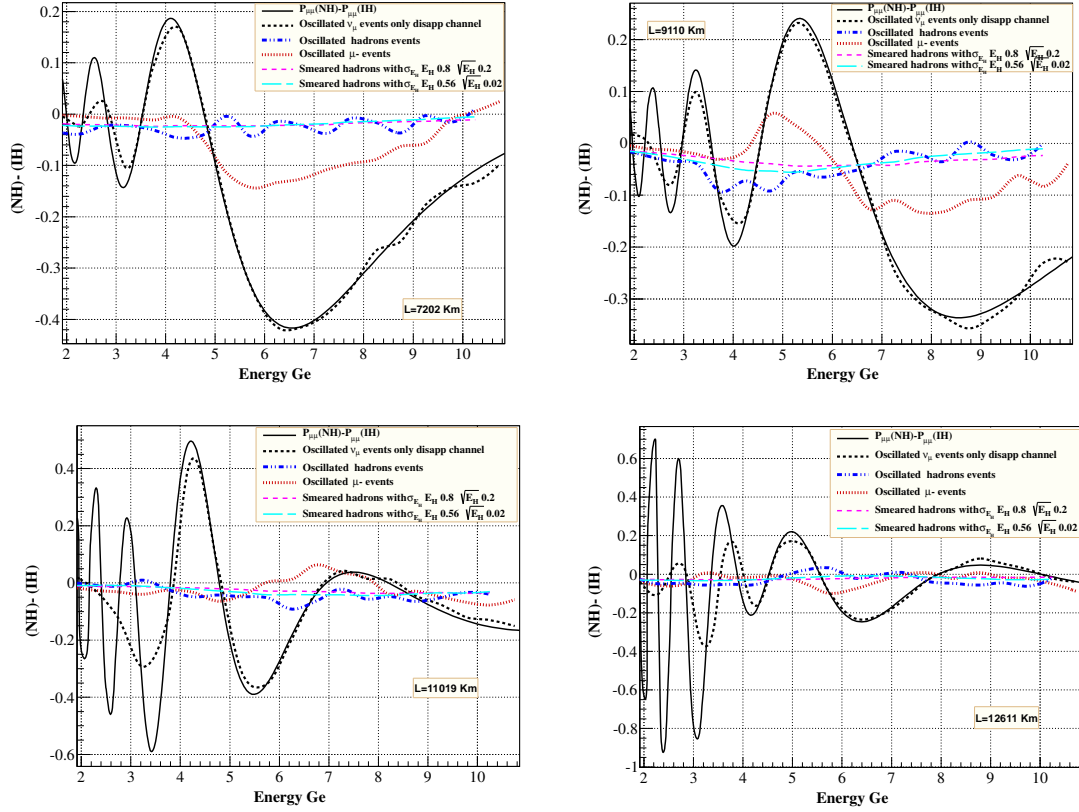 P_μμ(NH)-P_μμ(IH)
Oscillated ν_μ events only disapp channel
Oscillated hadrons events
Oscillated μ- events
Smeared hadrons with σ_E_H E_H 0.8 √E_H 0.2
Smeared hadrons with σ_E_H E_H 0.56 √E_H 0.02
0.2
0.1
0
-0.1
-0.2
-0.3
-0.4
(NH)- (IH)
L=7202 Km
2 3 4 5 6 7 8 9 10
Energy Ge
P_μμ(NH)-P_μμ(IH)
Oscillated ν_μ events only disapp channel
Oscillated hadrons events
Oscillated μ- events
Smeared hadrons with σ_E_H E_H 0.8 √E_H 0.2
Smeared hadrons with σ_E_H E_H 0.56 √E_H 0.02
L=9110 Km
0.2
0.1
0
-0.1
-0.2
-0.3
(NH)- (IH)
2 3 4 5 6 7 8 9 10
Energy Ge
P_μμ(NH)-P_μμ(IH)
Oscillated ν_μ events only disapp channel
Oscillated hadrons events
Oscillated μ- events
Smeared hadrons with σ_E_H E_H 0.8 √E_H 0.2
Smeared hadrons with σ_E_H E_H 0.56 √E_H 0.02
0.4
0.2
0
-0.2
-0.4
-0.6
(NH)- (IH)
L=11019 Km
2 3 4 5 6 7 8 9 10
Energy Ge
P_μμ(NH)-P_μμ(IH)
Oscillated ν_μ events only disapp channel
Oscillated hadrons events
Oscillated μ- events
Smeared hadrons with σ_E_H E_H 0.8 √E_H 0.2
Smeared hadrons with σ_E_H E_H 0.56 √E_H 0.02
1
0.8
0.6
0.4
0.2
0
-0.2
-0.4
-0.6
-0.8
-1
(NH)- (IH)
L=12611 Km
2 3 4 5 6 7 8 9 10
Energy Ge